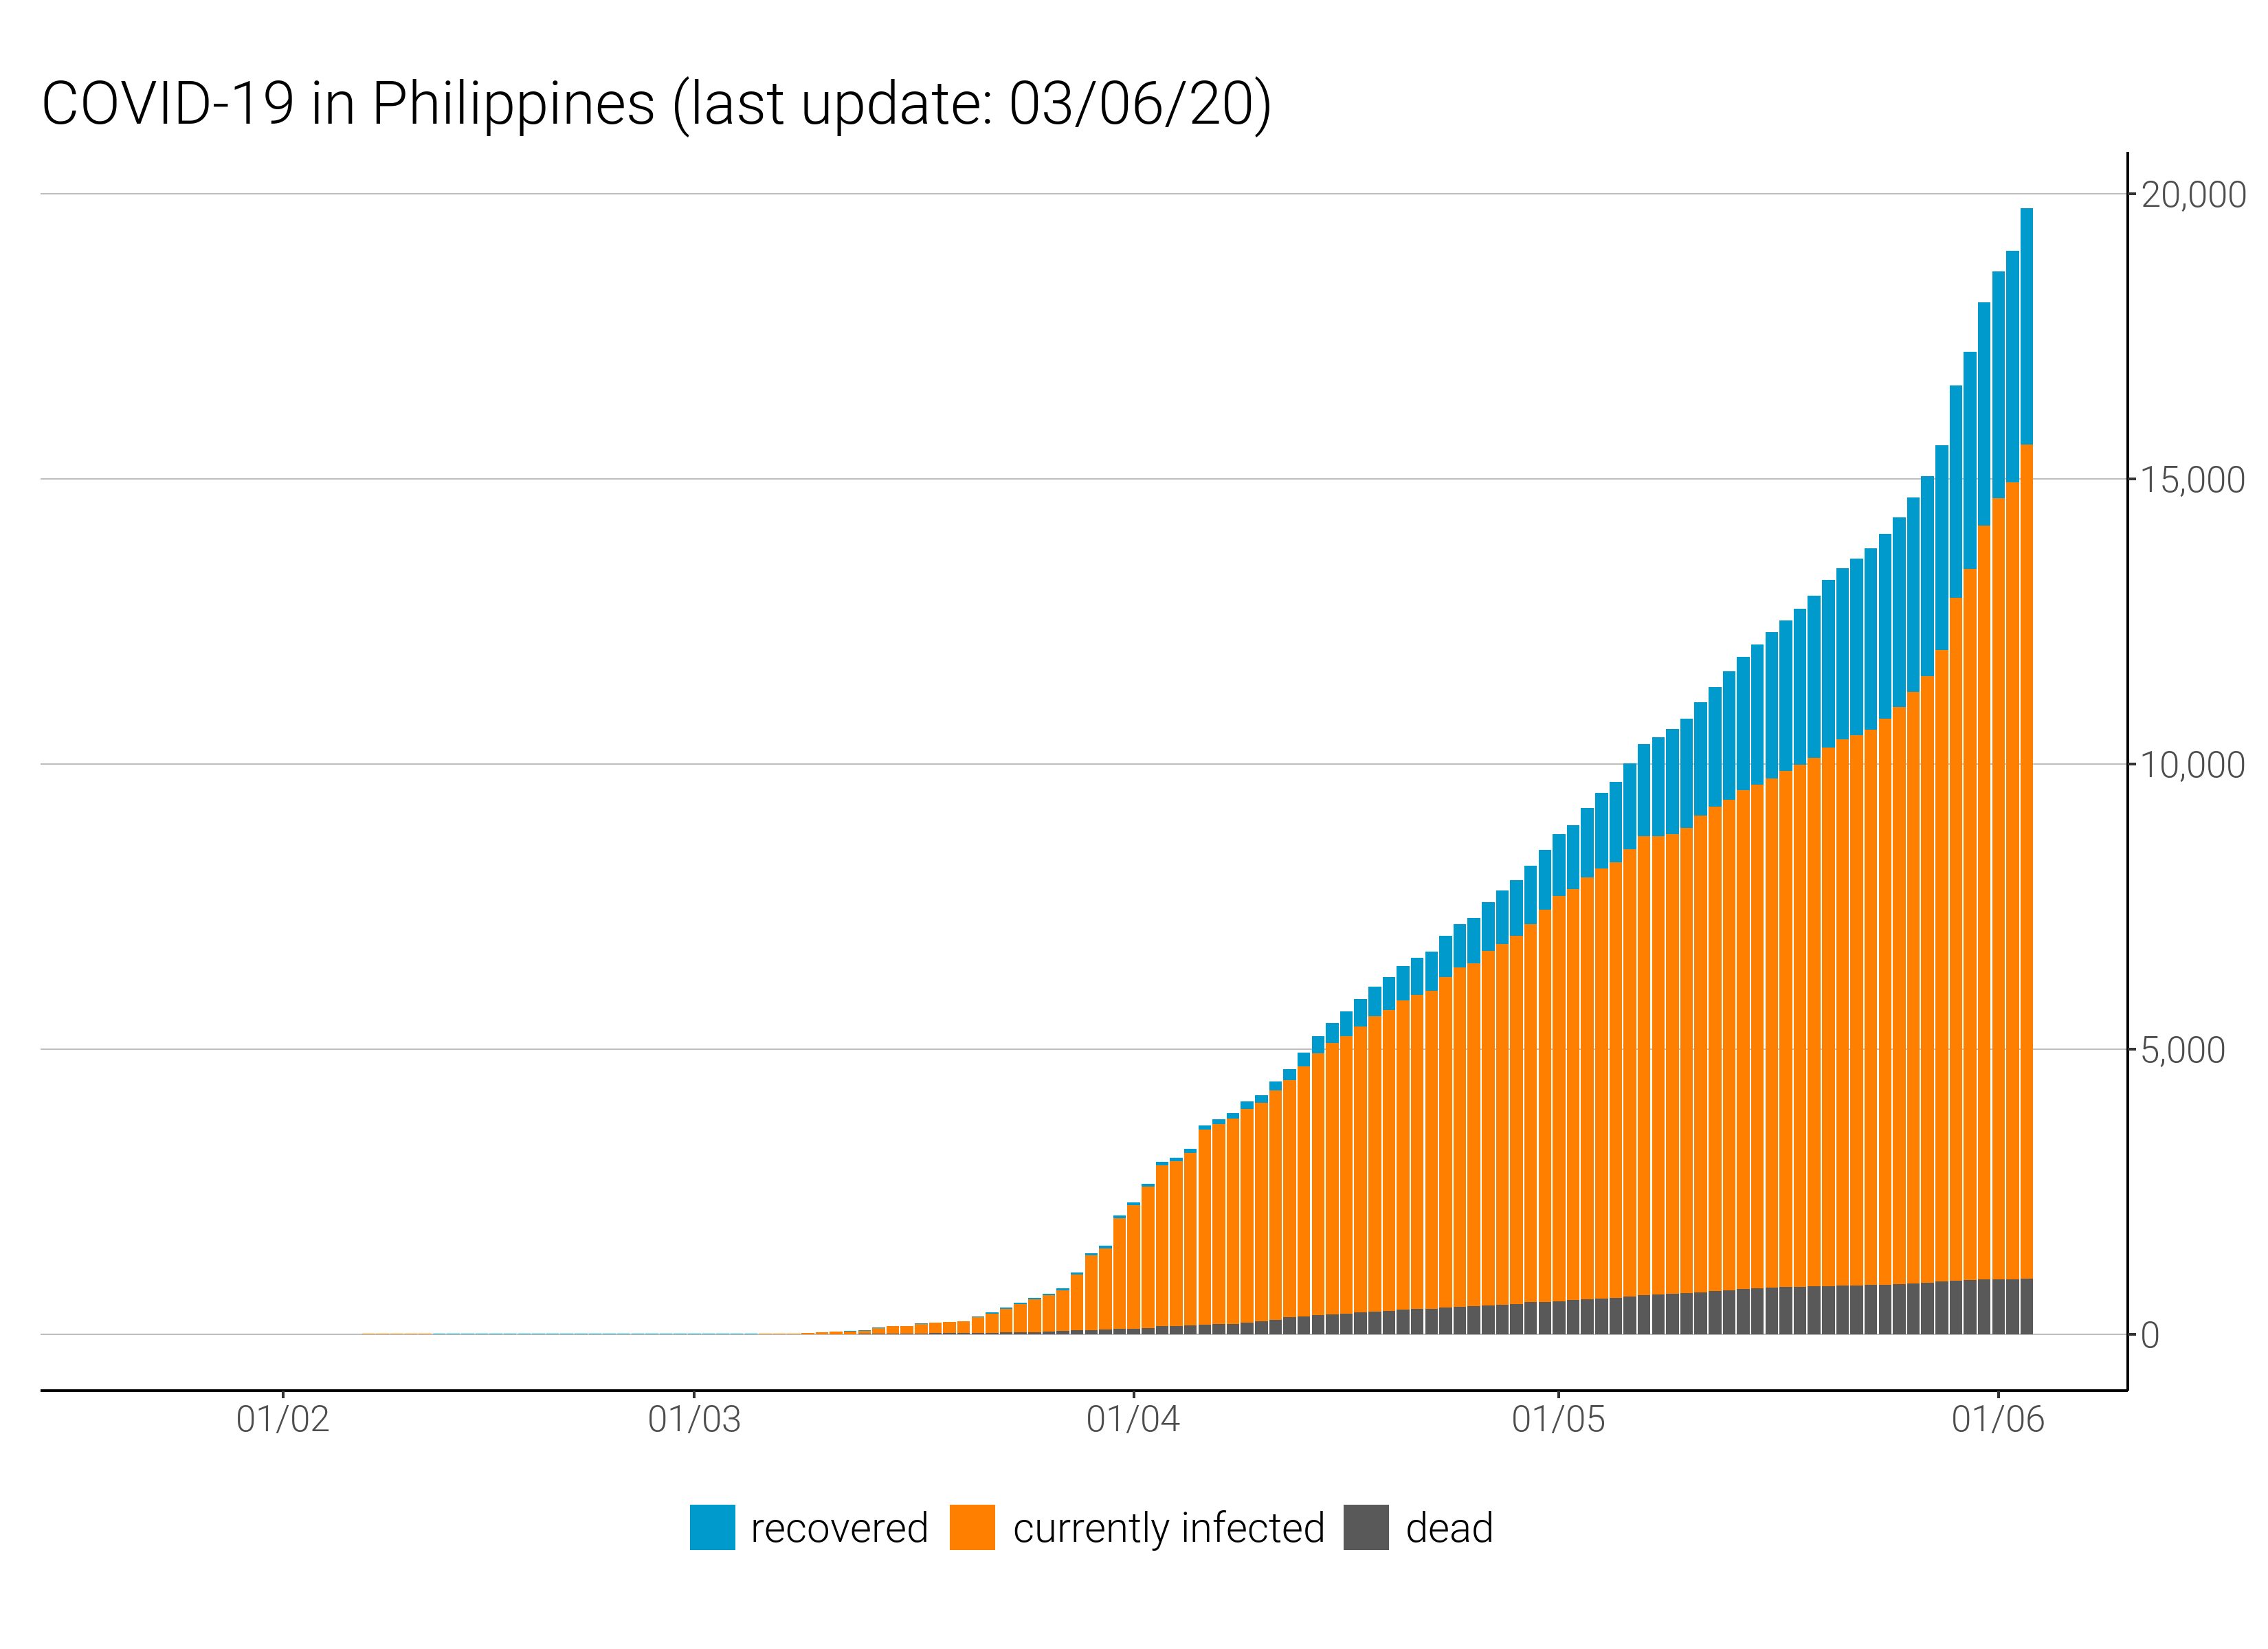 COVID-19 in Philippines (last update: 03/06/20)
20,000
15,000
10,000
5,000
0
01/02 01/03 01/04 01/05 01/06
recovered currently infected dead